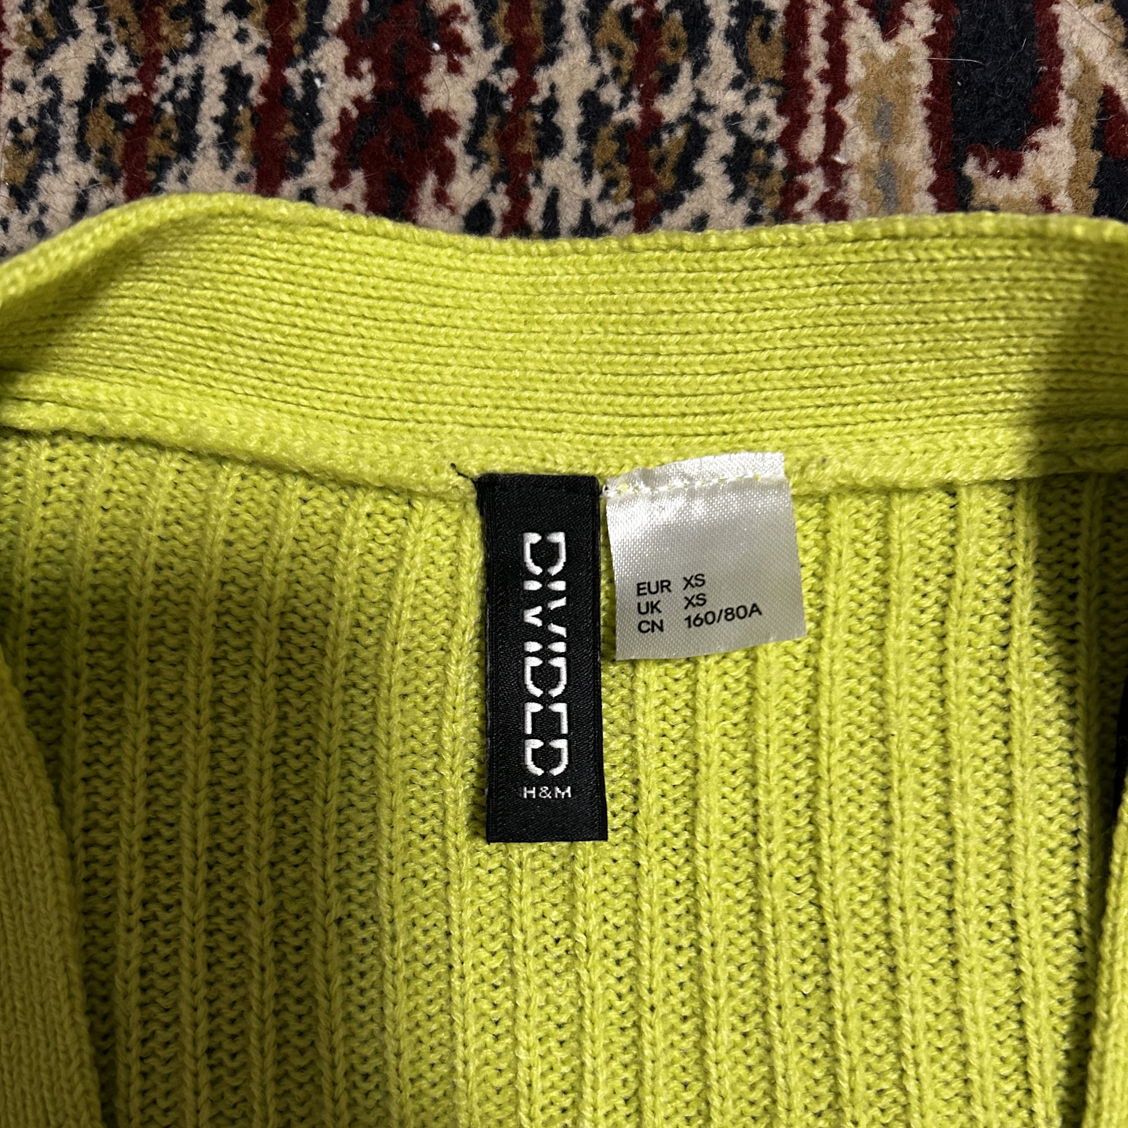 DIVIDED
H&M
EUR XS
UK XS
CN 160/80A